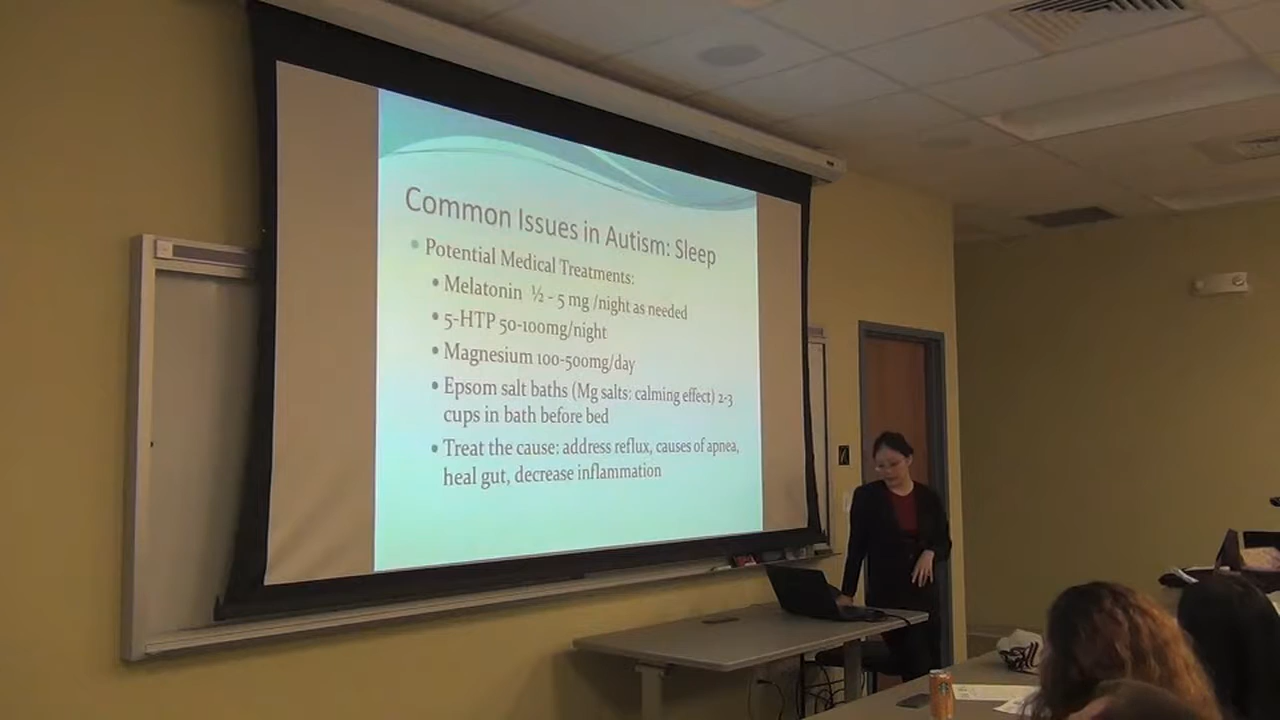 Common Issues in Autism: Sleep
• Potential Medical Treatments:
• Melatonin ½ - 5 mg /night as needed
• 5-HTP 50-100mg/night
• Magnesium 100-500mg/day
• Epsom salt baths (Mg salts: calming effect) 2-3
cups in bath before bed
• Treat the cause: address reflux, causes of apnea,
heal gut, decrease inflammation